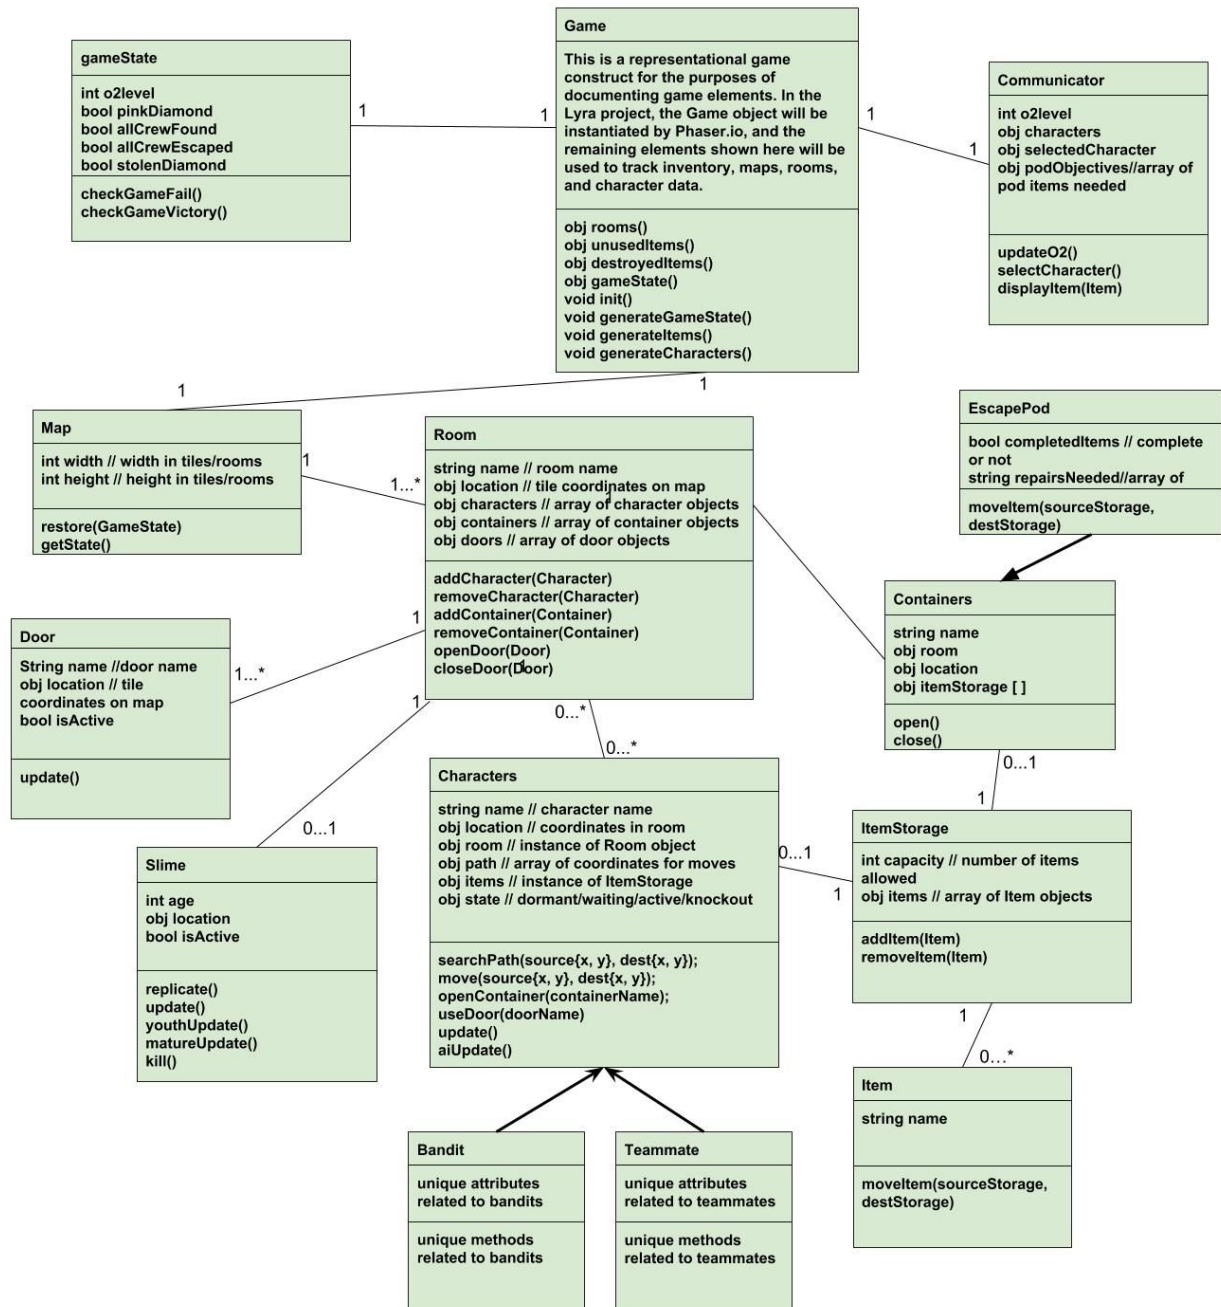 Game
This is a representational game
construct for the purposes of
documenting game elements. In the
Lyra project, the Game object will be
instantiated by Phaser.io, and the
remaining elements shown here will be
used to track inventory, maps, rooms,
and character data.
obj rooms()
obj unusedItems()
obj destroyedItems()
obj gameState()
void init()
void generateGameState()
void generateItems()
void generateCharacters()
gameState
int o2level
bool pinkDiamond
bool allCrewFound
bool allCrewEscaped
bool stolenDiamond
checkGameFail()
checkGameVictory()
1
1
1
1
Communicator
int o2level
obj characters
obj selectedCharacter
obj podObjectives//array of
pod items needed
updateO2()
selectCharacter()
displayItem(Item)
1
1
Map
int width // width in tiles/rooms
int height // height in tiles/rooms
restore(GameState)
getState()
1
1...*
Room
string name // room name
obj location // tile coordinates on map
obj characters // array of character objects
obj containers // array of container objects
obj doors // array of door objects
1
addCharacter(Character)
removeCharacter(Character)
addContainer(Container)
removeContainer(Container)
openDoor(Door)
closeDoor(Door)
1
EscapePod
bool completedItems // complete
or not
string repairsNeeded//array of
moveItem(sourceStorage,
destStorage)
Containers
string name
obj room
obj location
obj itemStorage [ ]
open()
close()
Door
String name //door name
obj location // tile
coordinates on map
bool isActive
update()
1
1...*
1
0...1
0...*
0...*
0...1
1
Slime
int age
obj location
bool isActive
replicate()
update()
youthUpdate()
matureUpdate()
kill()
Characters
string name // character name
obj location // coordinates in room
obj room // instance of Room object
obj path // array of coordinates for moves
obj items // instance of ItemStorage
obj state // dormant/waiting/active/knockout
searchPath(source{x, y}, dest{x, y});
move(source{x, y}, dest{x, y});
openContainer(containerName);
useDoor(doorName)
update()
aiUpdate()
0...1
1
ItemStorage
int capacity // number of items
allowed
obj items // array of Item objects
addItem(Item)
removeItem(Item)
1
0...*
Bandit
unique attributes
related to bandits
unique methods
related to bandits
Teammate
unique attributes
related to teammates
unique methods
related to teammates
Item
string name
moveItem(sourceStorage,
destStorage)